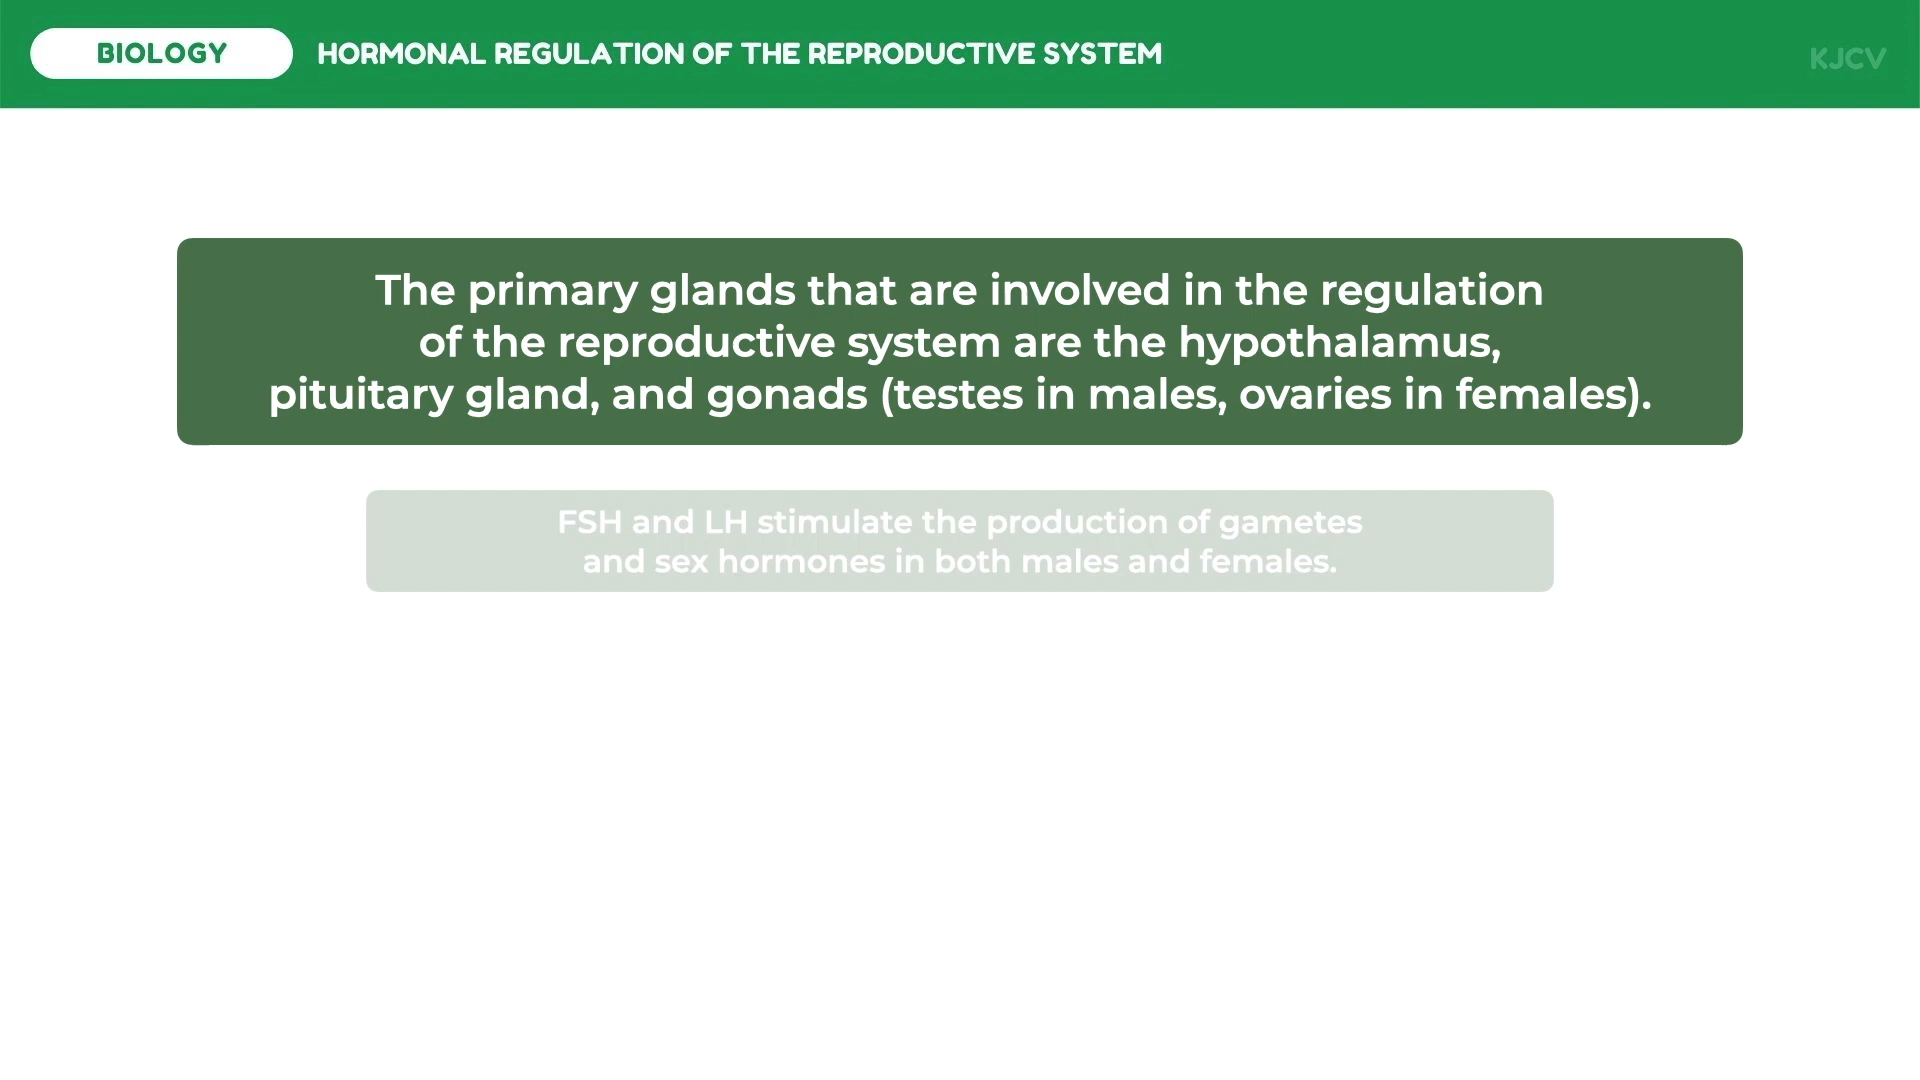 BIOLOGY
HORMONAL REGULATION OF THE REPRODUCTIVE SYSTEM
KJCV
The primary glands that are involved in the regulation
of the reproductive system are the hypothalamus,
pituitary gland, and gonads (testes in males, ovaries in females).
FSH and LH stimulate the production of gametes
and sex hormones in both males and females.